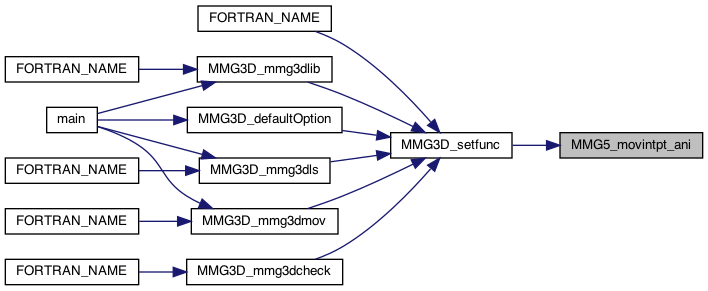 FORTRAN_NAME
FORTRAN_NAME
MMG3D_mmg3dlib
main
MMG3D_defaultOption
MMG3D_setfunc
MMG5_movintpt_ani
FORTRAN_NAME
MMG3D_mmg3dls
FORTRAN_NAME
MMG3D_mmg3dmov
FORTRAN_NAME
MMG3D_mmg3dcheck